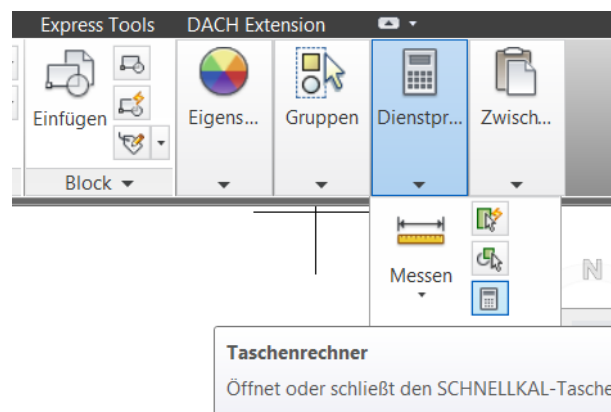 Express Tools DACH Extension
Einfügen Eigens... Gruppen Dienstpr... Zwisch...
Block
Messen
N
Taschenrechner
Öffnet oder schließt den SCHNELLKAL-Tasche